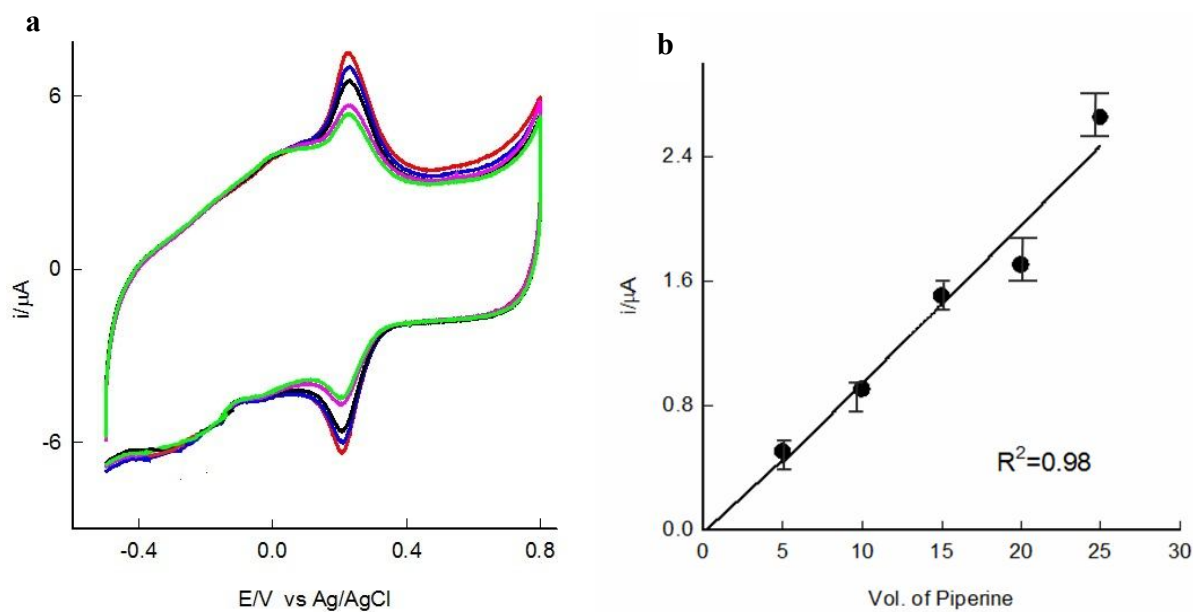 a
6
0
-6
i/µA
-0.4 0.0 0.4 0.8
E/V vs Ag/AgCl
b
2.4
1.6
0.8
0.0
i/µA
R²=0.98
0 5 10 15 20 25 30
Vol. of Piperine